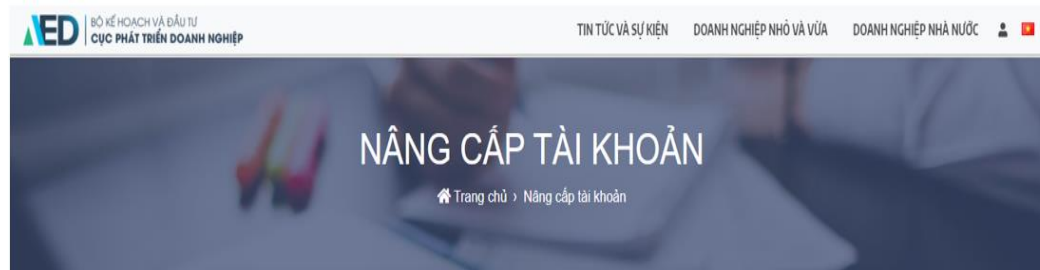 AED
BỘ KẾ HOẠCH VÀ ĐẦU TƯ
CỤC PHÁT TRIỂN DOANH NGHIỆP
TIN TỨC VÀ SỰ KIỆN
DOANH NGHIỆP NHỎ VÀ VỪA
DOANH NGHIỆP NHÀ NƯỚC
NÂNG CẤP TÀI KHOẢN
Trang chủ › Nâng cấp tài khoản